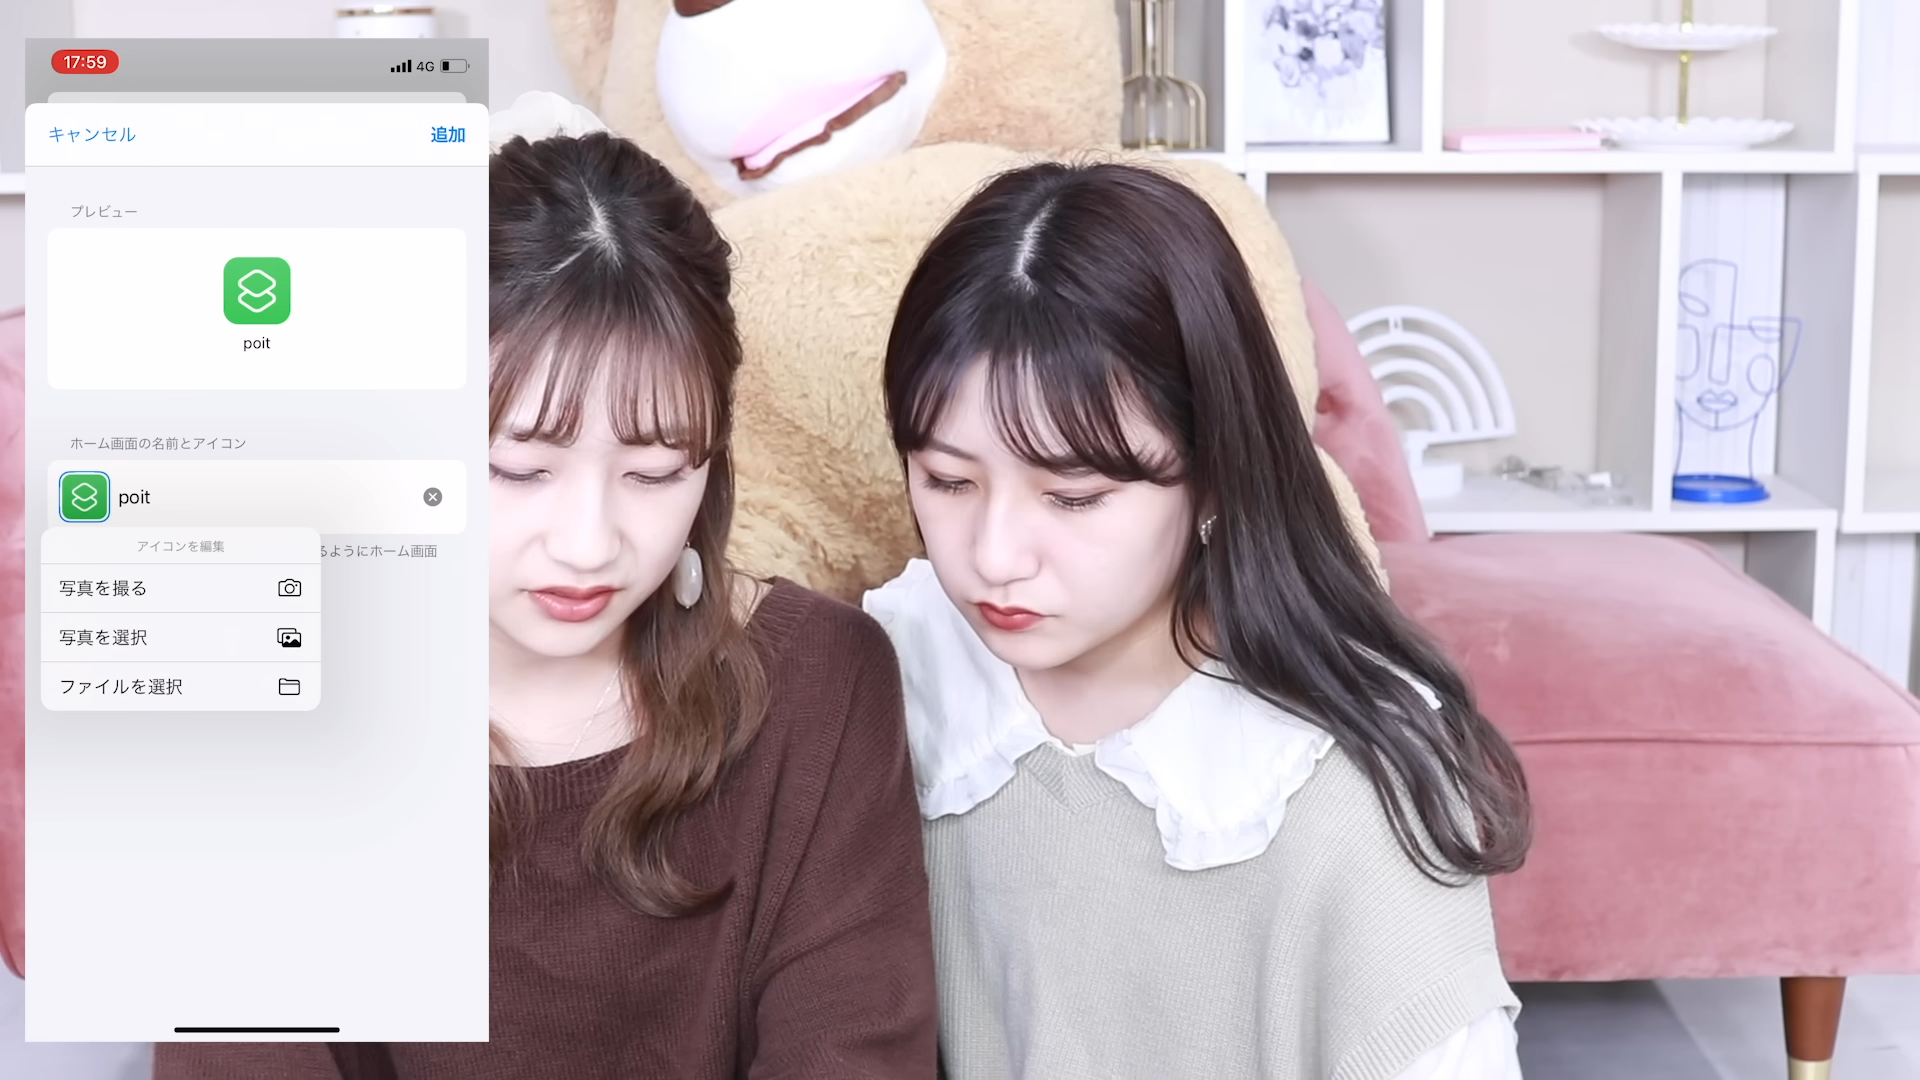 17:59
4G
キャンセル
追加
プレビュー
poit
ホーム画面の名前とアイコン
poit
アイコンを編集
るようにホーム画面
写真を撮る
写真を選択
ファイルを選択